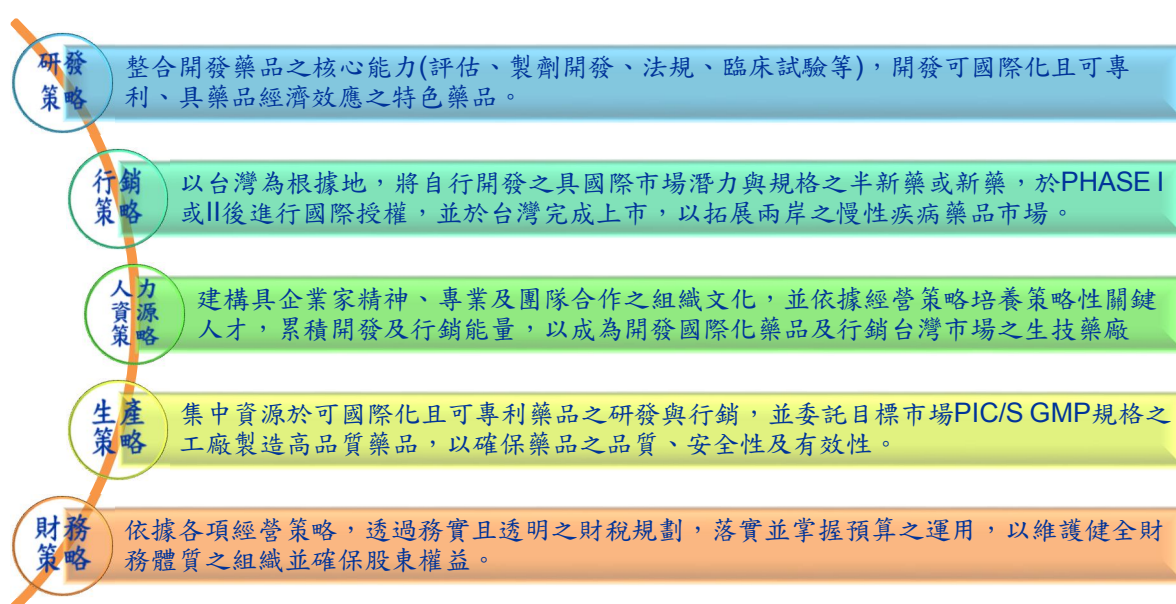 研發
策略
整合開發藥品之核心能力(評估、製劑開發、法規、臨床試驗等)，開發可國際化且可專
利、具藥品經濟效應之特色藥品。
行銷
策略
以台灣為根據地，將自行開發之具國際市場潛力與規格之半新藥或新藥，於PHASE I
或II後進行國際授權，並於台灣完成上市，以拓展兩岸之慢性疾病藥品市場。
人力
資源
策略
建構具企業家精神、專業及團隊合作之組織文化，並依據經營策略培養策略性關鍵
人才，累積開發及行銷能量，以成為開發國際化藥品及行銷台灣市場之生技藥廠
生產
策略
集中資源於可國際化且可專利藥品之研發與行銷，並委託目標市場PIC/S GMP規格之
工廠製造高品質藥品，以確保藥品之品質、安全性及有效性。
財務
策略
依據各項經營策略，透過務實且透明之財稅規劃，落實並掌握預算之運用，以維護健全財
務體質之組織並確保股東權益。